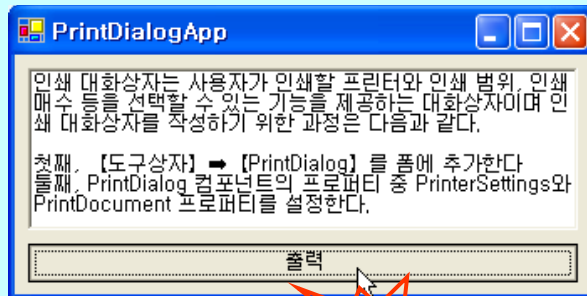 PrintDialogApp
인쇄 대화상자는 사용자가 인쇄할 프린터와 인쇄 범위, 인쇄
매수 등을 선택할 수 있는 기능을 제공하는 대화상자이며 인
쇄 대화상자를 작성하기 위한 과정은 다음과 같다.
첫째, 【도구상자】 ➡ 【PrintDialog】를 폼에 추가한다
둘째, PrintDialog 컴포넌트의 프로퍼티 중 PrinterSettings와
PrintDocument 프로퍼티를 설정한다.
출력